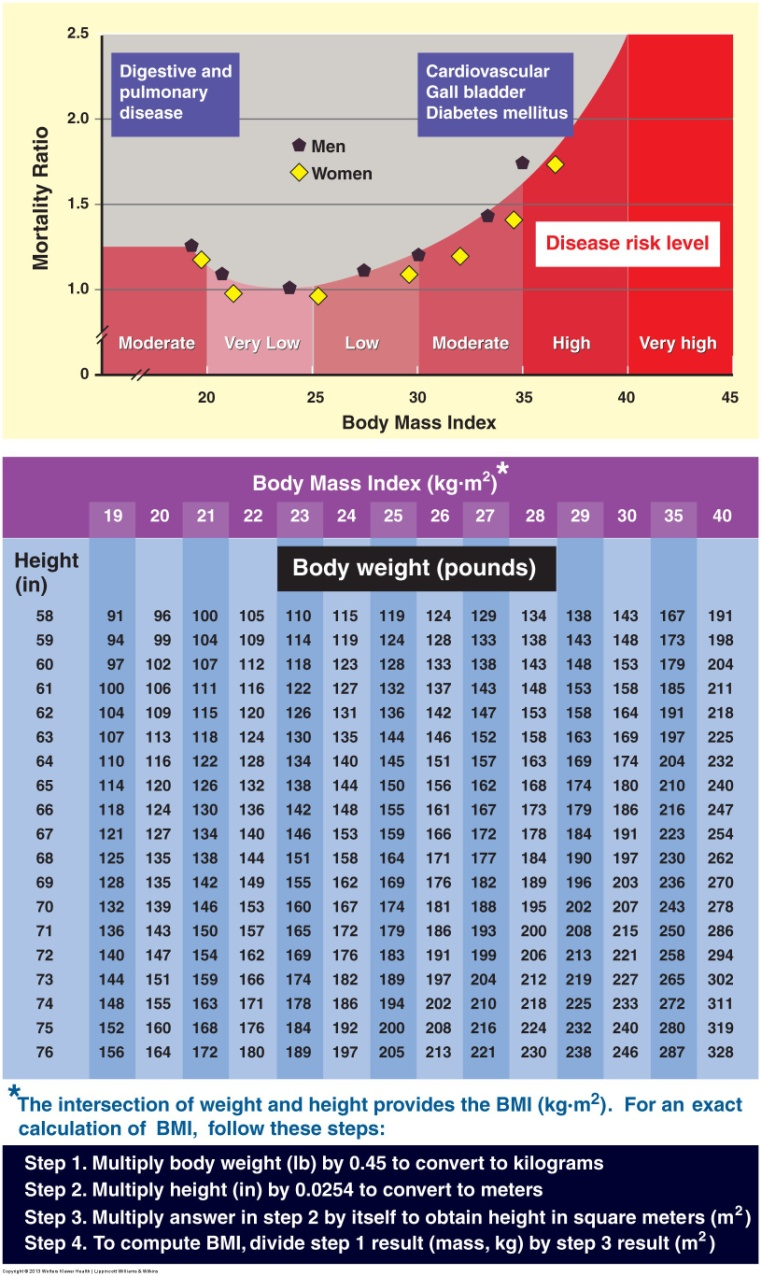 2.5
Digestive and
pulmonary
disease
Cardiovascular
Gall bladder
Diabetes mellitus
2.0
Men
Women
Mortality Ratio
1.5
Disease risk level
1.0
Moderate Very Low Low Moderate High Very high
0
20 25 30 35 40 45
Body Mass Index
Body Mass Index (kg·m²)*
19 20 21 22 23 24 25 26 27 28 29 30 35 40
Height
(in)
Body weight (pounds)
58 91 96 100 105 110 115 119 124 129 134 138 143 167 191
59 94 99 104 109 114 119 124 128 133 138 143 148 173 198
60 97 102 107 112 118 123 128 133 138 143 148 153 179 204
61 100 106 111 116 122 127 132 137 143 148 153 158 185 211
62 104 109 115 120 126 131 136 142 147 153 158 164 191 218
63 107 113 118 124 130 135 144 146 152 158 163 169 197 225
64 110 116 122 128 134 140 145 151 157 163 169 174 204 232
65 114 120 126 132 138 144 150 156 162 168 174 180 210 240
66 118 124 130 136 142 148 155 161 167 173 179 186 216 247
67 121 127 134 140 146 153 159 166 172 178 184 191 223 254
68 125 135 138 144 151 158 164 171 177 184 190 197 230 262
69 128 135 142 149 155 162 169 176 182 189 196 203 236 270
70 132 139 146 153 160 167 174 181 188 195 202 207 243 278
71 136 143 150 157 165 172 179 186 193 200 208 215 250 286
72 140 147 154 162 169 176 183 191 199 206 213 221 258 294
73 144 151 159 166 174 182 189 197 204 212 219 227 265 302
74 148 155 163 171 178 186 194 202 210 218 225 233 272 311
75 152 160 168 176 184 192 200 208 216 224 232 240 280 319
76 156 164 172 180 189 197 205 213 221 230 238 246 287 328
*The intersection of weight and height provides the BMI (kg·m²). For an exact
calculation of BMI, follow these steps:
Step 1. Multiply body weight (lb) by 0.45 to convert to kilograms
Step 2. Multiply height (in) by 0.0254 to convert to meters
Step 3. Multiply answer in step 2 by itself to obtain height in square meters (m²)
Step 4. To compute BMI, divide step 1 result (mass, kg) by step 3 result (m²)
Copyright © 2013 Wolters Kluwer Health | Lippincott Williams & Wilkins